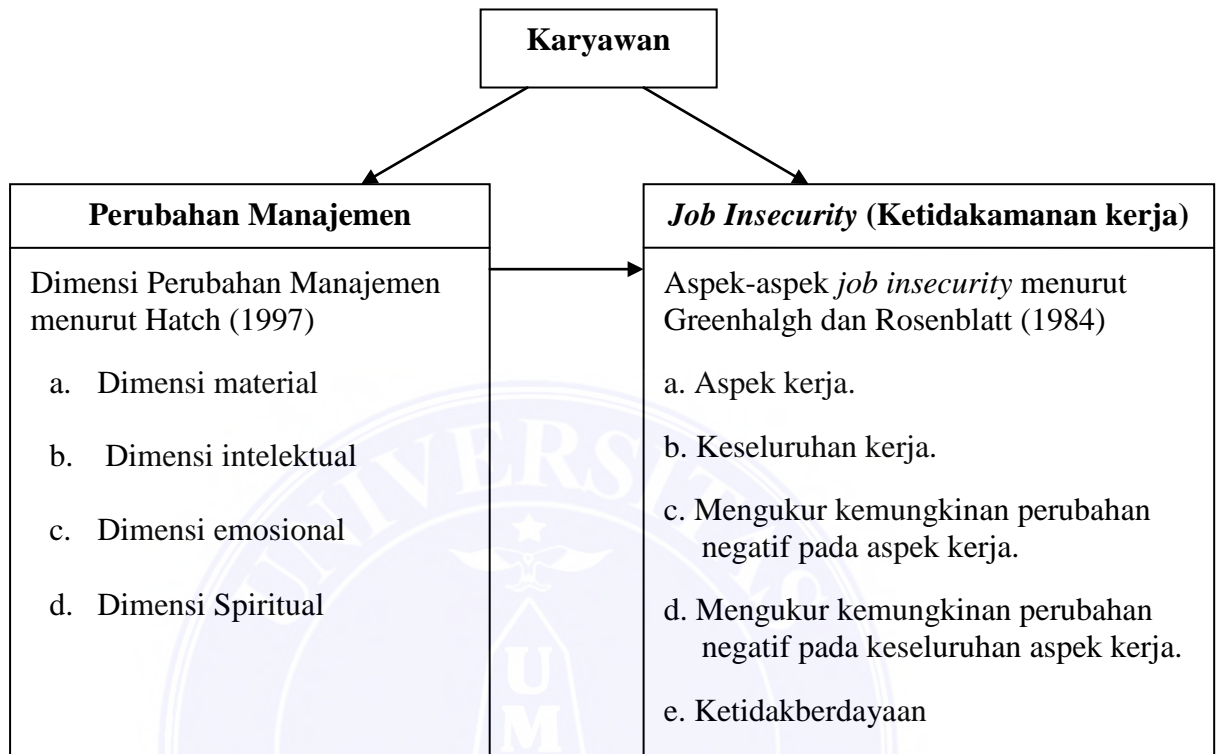 Karyawan
Perubahan Manajemen
Dimensi Perubahan Manajemen
menurut Hatch (1997)
a. Dimensi material
b. Dimensi intelektual
c. Dimensi emosional
d. Dimensi Spiritual
Job Insecurity (Ketidakamanan kerja)
Aspek-aspek job insecurity menurut
Greenhalgh dan Rosenblatt (1984)
a. Aspek kerja.
b. Keseluruhan kerja.
c. Mengukur kemungkinan perubahan
negatif pada aspek kerja.
d. Mengukur kemungkinan perubahan
negatif pada keseluruhan aspek kerja.
e. Ketidakberdayaan
UNIVERSITAS
U
M